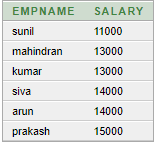 EMPNAME SALARY
sunil 11000
mahindran 13000
kumar 13000
siva 14000
arun 14000
prakash 15000